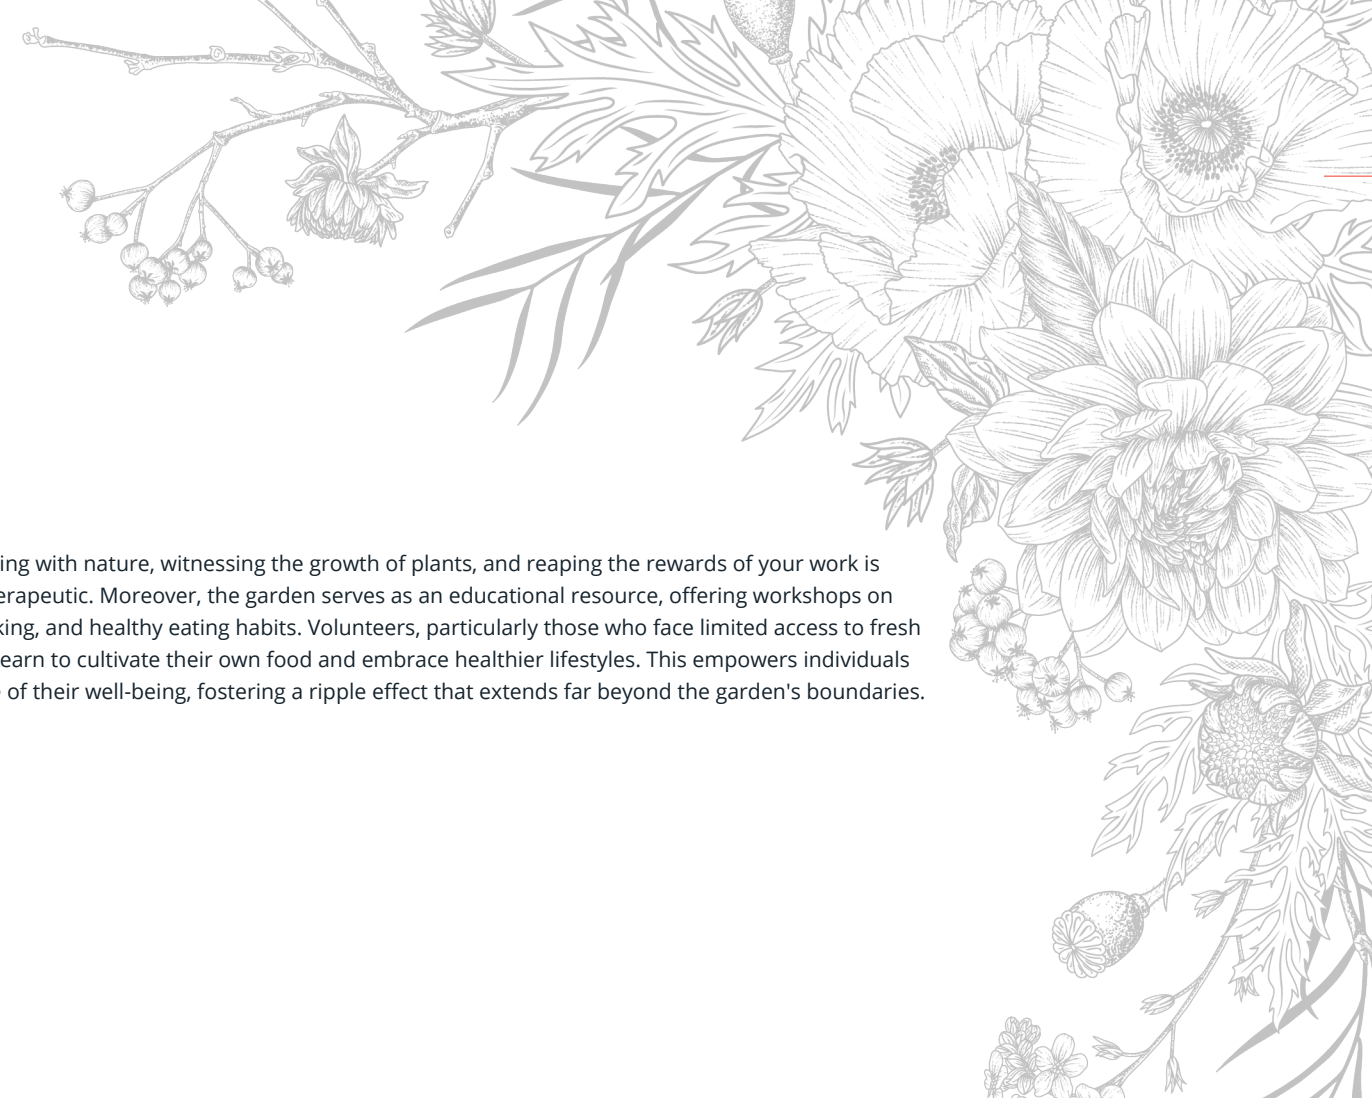 ing with nature, witnessing the growth of plants, and reaping the rewards of your work is
erapeutic. Moreover, the garden serves as an educational resource, offering workshops on
king, and healthy eating habits. Volunteers, particularly those who face limited access to fresh
earn to cultivate their own food and embrace healthier lifestyles. This empowers individuals
of their well-being, fostering a ripple effect that extends far beyond the garden's boundaries.